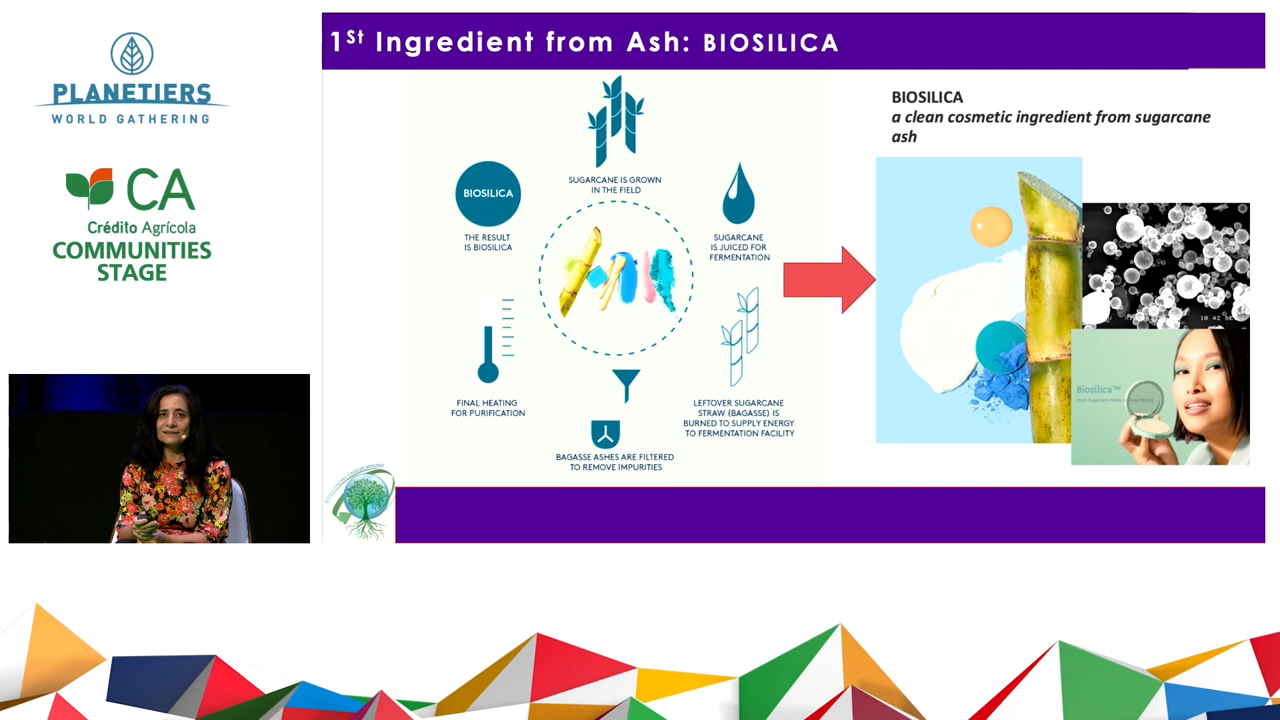 PLANETIERS
WORLD GATHERING
CA
Crédito Agrícola
COMMUNITIES
STAGE
1St Ingredient from Ash: BIOSILICA
SUGARCANE IS GROWN
IN THE FIELD
SUGARCANE
IS JUICED FOR
FERMENTATION
LEFTOVER SUGARCANE
STRAW (BAGASSE) IS
BURNED TO SUPPLY ENERGY
TO FERMENTATION FACILITY
BAGASSE ASHES ARE FILTERED
TO REMOVE IMPURITIES
FINAL HEATING
FOR PURIFICATION
BIOSILICA
THE RESULT
IS BIOSILICA
BIOSILICA
a clean cosmetic ingredient from sugarcane
ash
10 42
Biosilica™